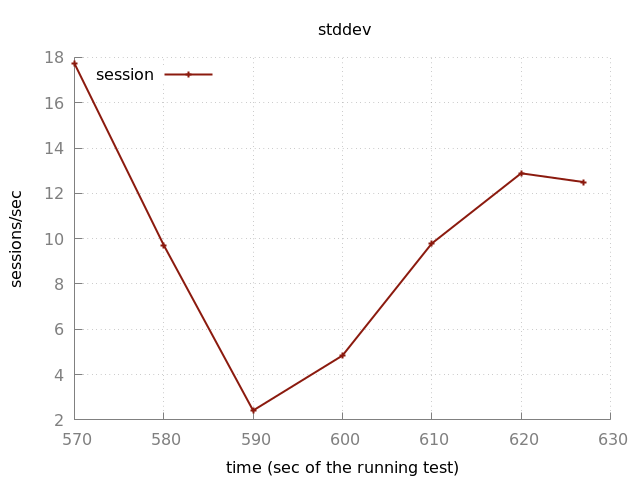 stddev
session
18
16
14
12
10
8
6
4
2
sessions/sec
570 580 590 600 610 620 630
time (sec of the running test)